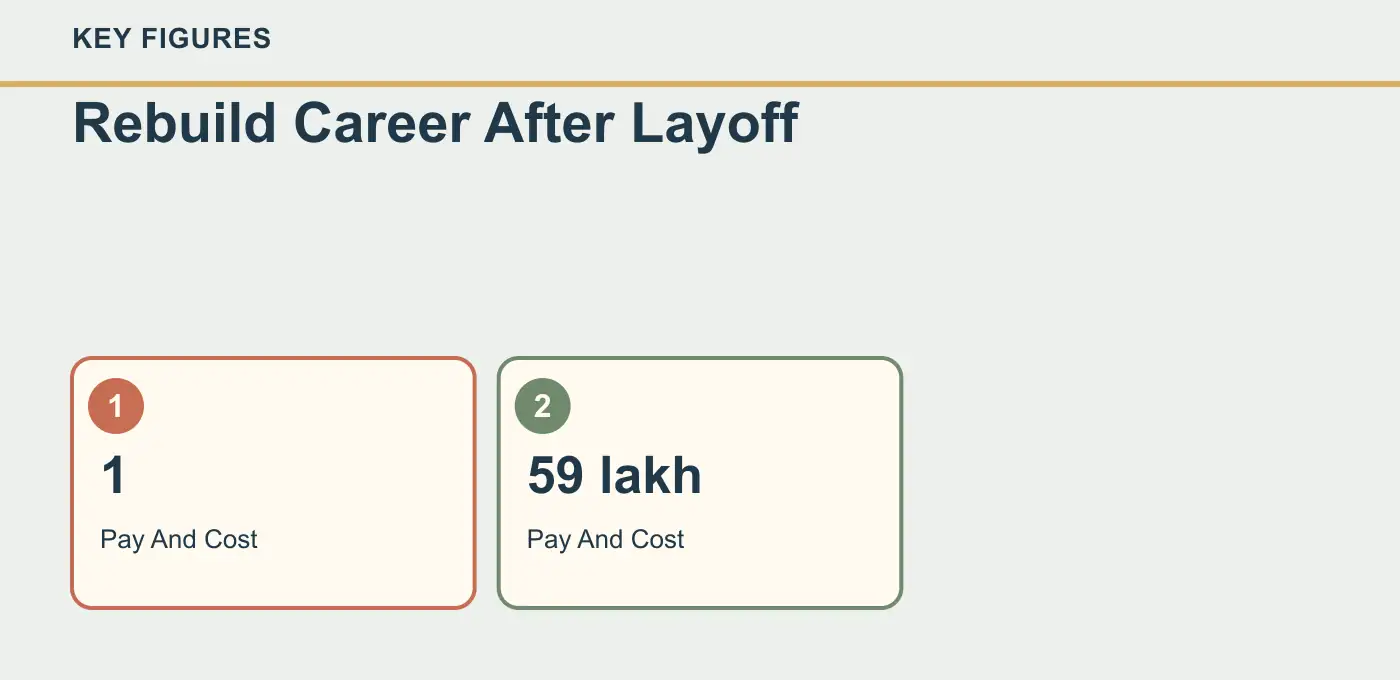 KEY FIGURES
Rebuild Career After Layoff
1
1
Pay And Cost
2
59 lakh
Pay And Cost